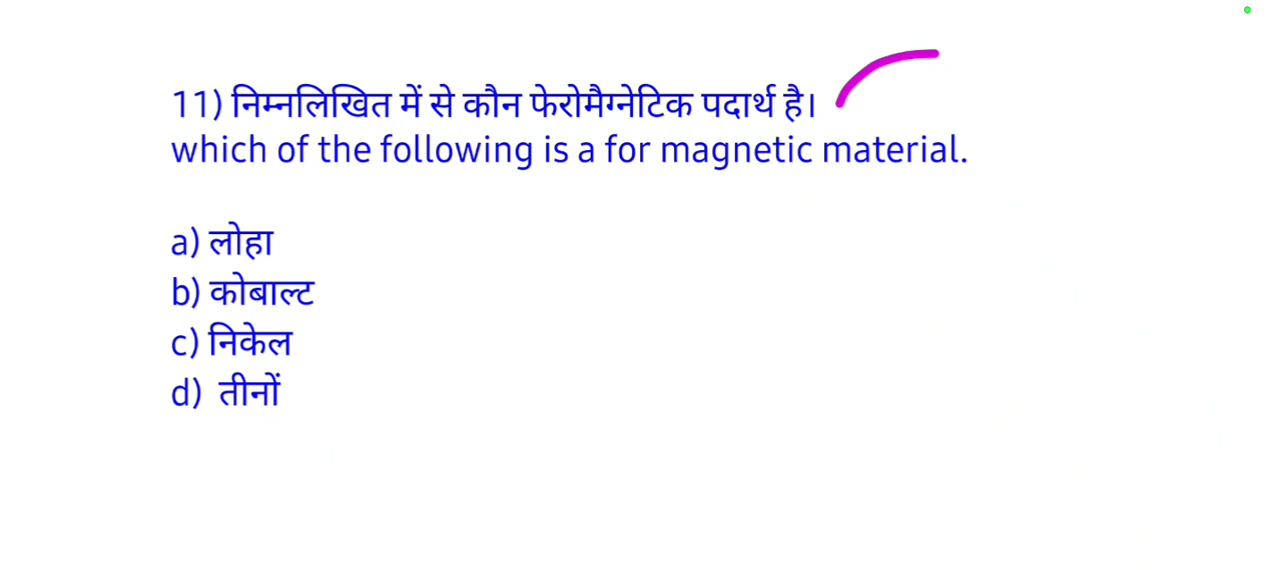 11) निम्नलिखित में से कौन फेरोमैग्नेटिक पदार्थ है।
which of the following is a for magnetic material.
a) लोहा
b) कोबाल्ट
c) निकेल
d) तीनों